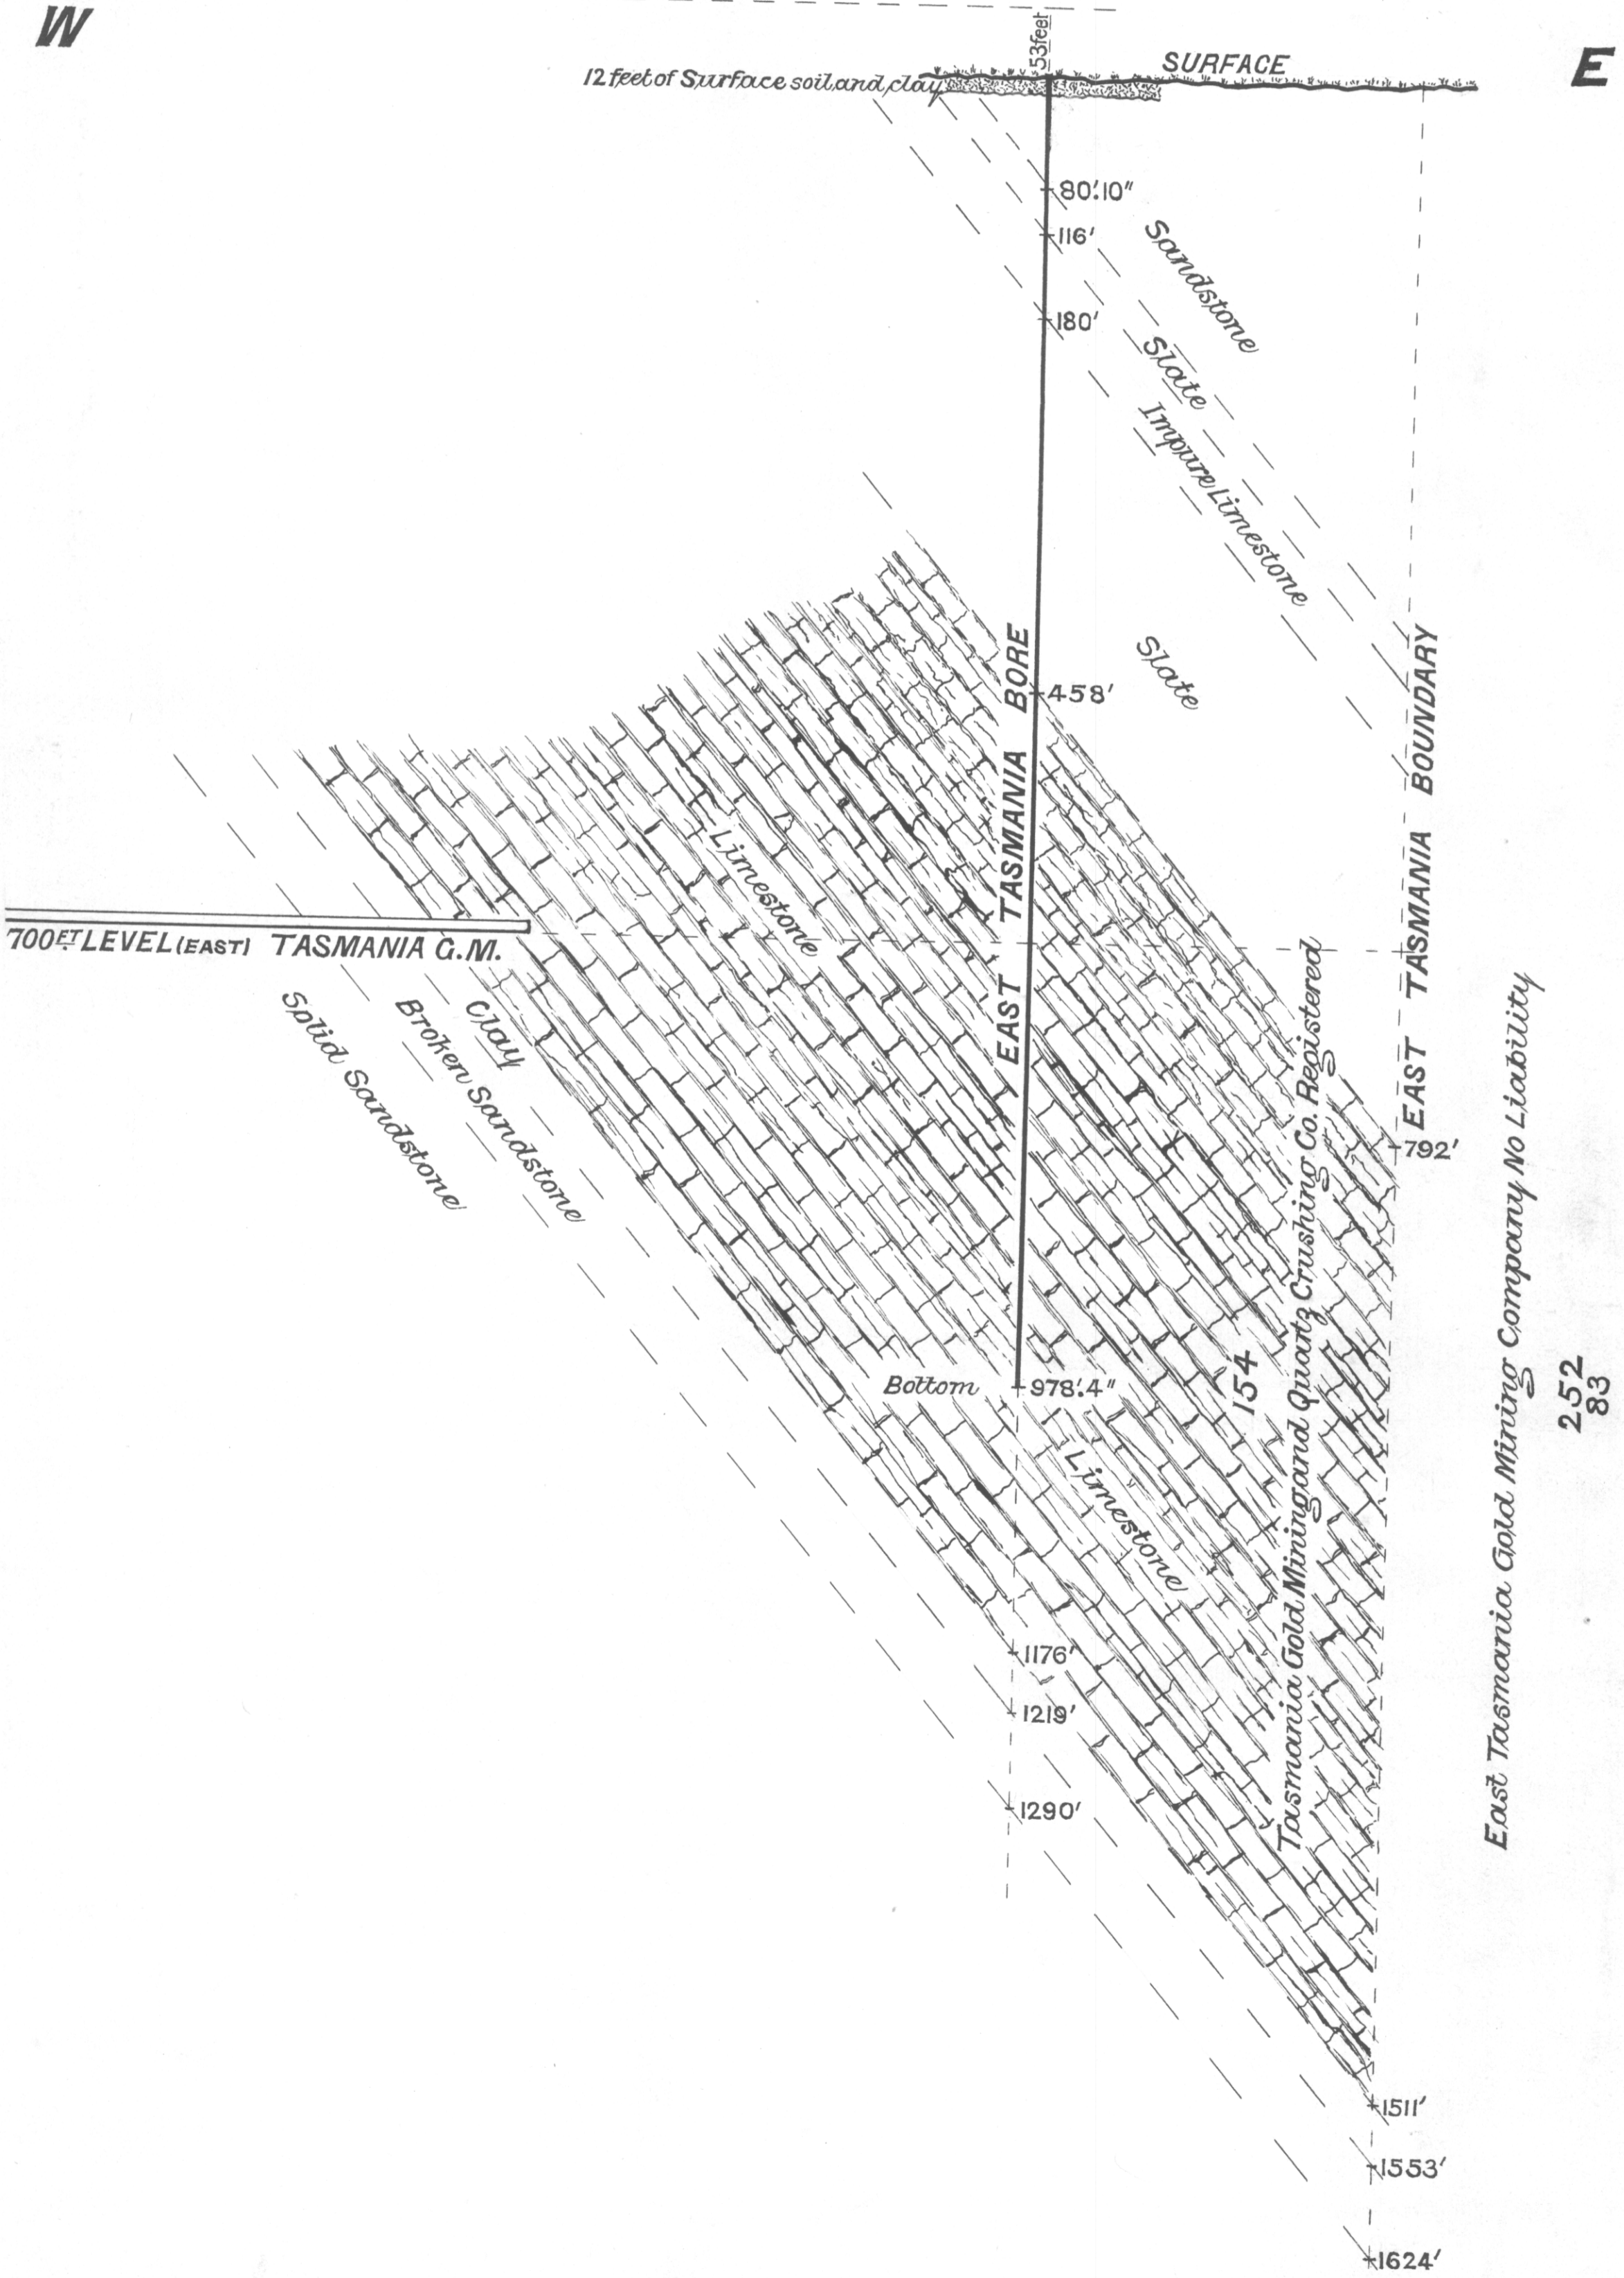 W
E
53feet
SURFACE
12 feet of Surface soil and clay
80'.10"
116'
180'
Sandstone
Slate
Impure Limestone
Slate
458'
EAST TASMANIA BORE
EAST TASMANIA BOUNDARY
Limestone
700FT LEVEL (EAST) TASMANIA G.M.
Solid Sandstone
Broken Sandstone
Clay
792'
Bottom
978'.4"
Limestone
154
Tasmania Gold Mining and Quartz Crushing Co. Registered
East Tasmania Gold Mining Company No Liability
252
83
1176'
1219'
1290'
1511'
1553'
1624'